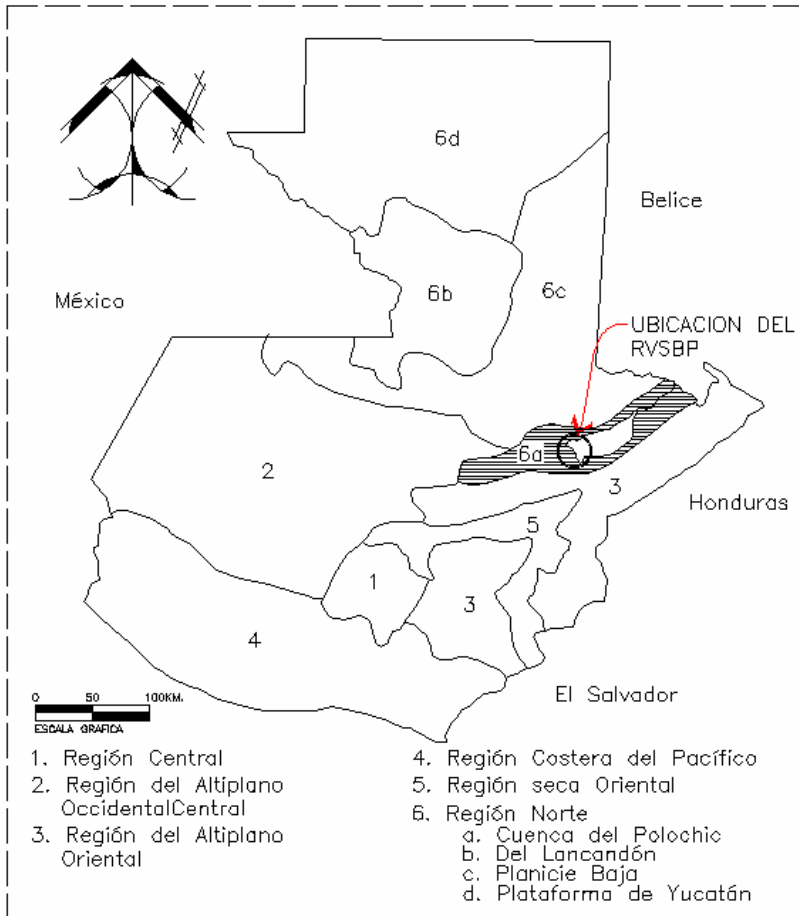 6d
Belice
6b
6c
México
UBICACION DEL
RVSBP
6a
2
3
Honduras
5
1
3
4
El Salvador
0 50 100KM.
ESCALA GRAFICA
1. Región Central
2. Región del Altiplano
OccidentalCentral
3. Región del Altiplano
Oriental
4. Región Costera del Pacífico
5. Región seca Oriental
6. Región Norte
a. Cuenca del Polochic
b. Del Lancandón
c. Planicie Baja
d. Plataforma de Yucatán